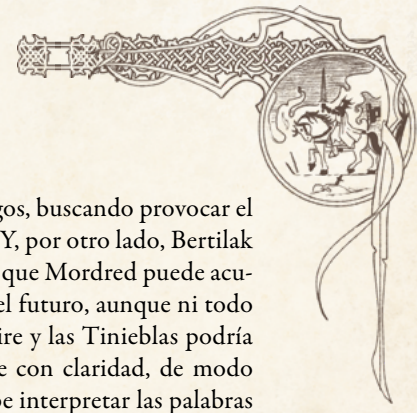 gos, buscando provocar el
Y, por otro lado, Bertilak
que Mordred puede acu-
el futuro, aunque ni todo
ire y las Tinieblas podría
e con claridad, de modo
e interpretar las palabras